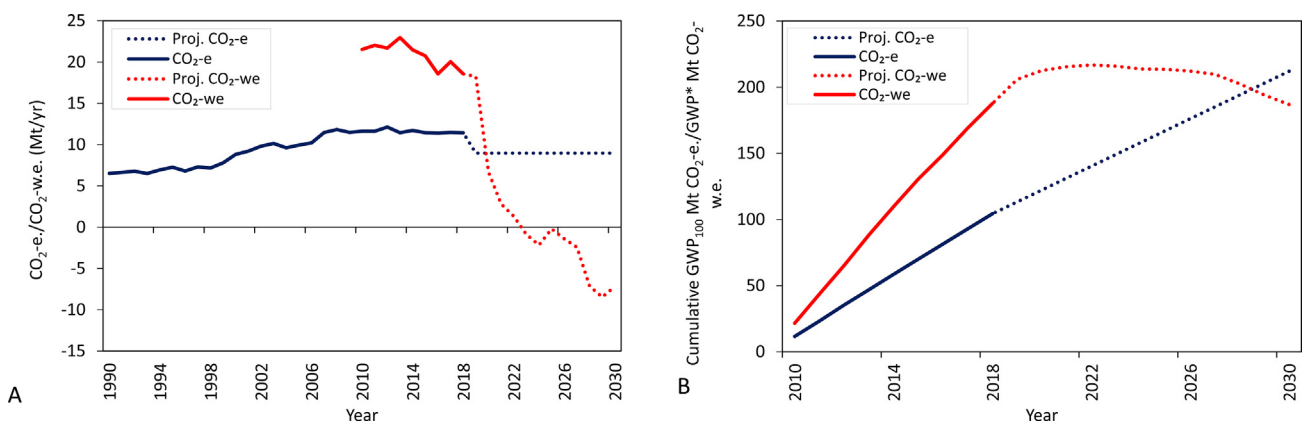 CO₂-e./CO₂-w.e. (Mt/yr)
25
20
15
10
5
0
-5
-10
-15
Proj. CO₂-e
CO₂-e
Proj. CO₂-we
CO₂-we
1990
1994
1998
2002
2006
2010
2014
2018
2022
2026
2030
Year
A
Cumulative GWP₁₀₀ Mt CO₂-e./GWP* Mt CO₂-
w.e.
300
250
200
150
100
50
0
Proj. CO₂-e
CO₂-e
Proj. CO₂-we
CO₂-we
2010
2014
2018
2022
2026
2030
Year
B